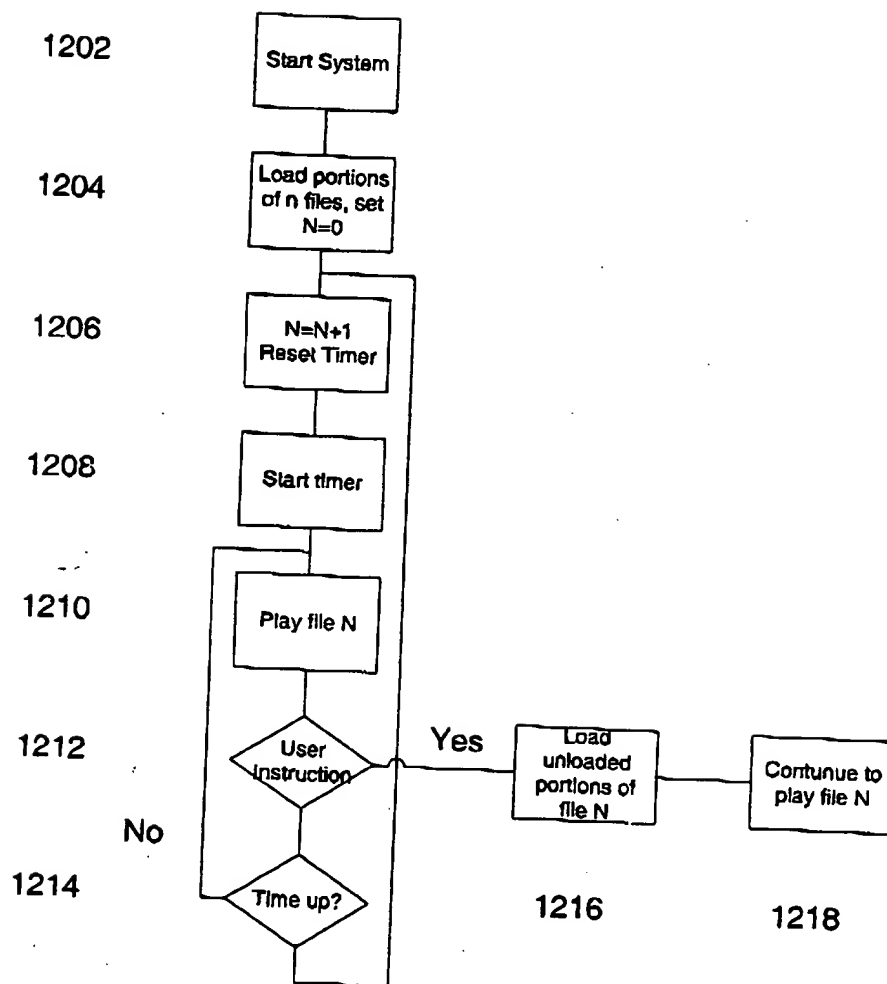 1202
Start System
1204
Load portions
of n files, set
N=0
1206
N=N+1
Reset Timer
1208
Start timer
1210
Play file N
1212
User
instruction
Yes
Load
unloaded
portions of
file N
Contunue to
play file N
No
1214
Time up?
1216
1218